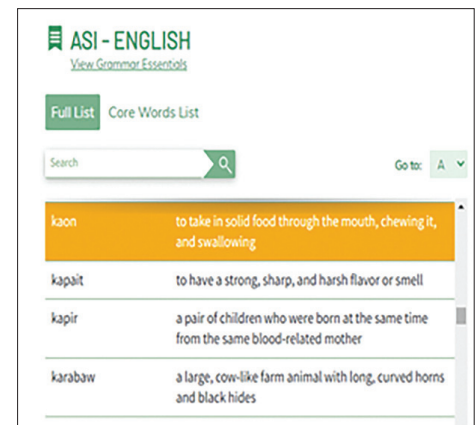 ASI - ENGLISH
View Grammar Essentials
Full List Core Words List
Search Go to: A
kaon to take in solid food through the mouth, chewing it,
and swallowing
kapait to have a strong, sharp, and harsh flavor or smell
kapir a pair of children who were born at the same time
from the same blood-related mother
karabaw a large, cow-like farm animal with long, curved horns
and black hides